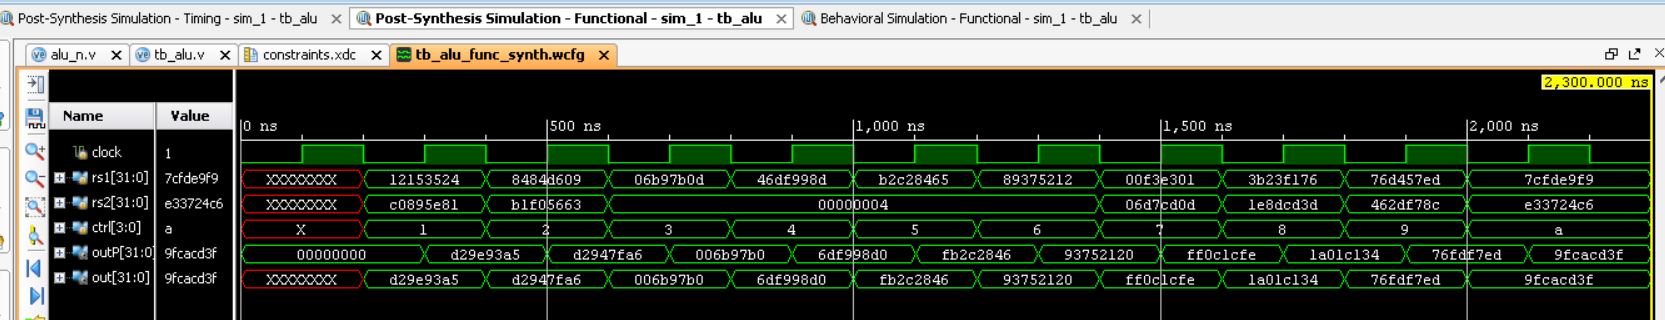 Post-Synthesis Simulation - Timing - sim_1 - tb_alu × Post-Synthesis Simulation - Functional - sim_1 - tb_alu × Behavioral Simulation - Functional - sim_1 - tb_alu ×
alu_n.v × tb_alu.v × constraints.xdc × tb_alu_func_synth.wcfg ×
2,300.000 ns
Name Value
0 ns 500 ns 1,000 ns 1,500 ns 2,000 ns
clock 1
rs1[31:0] 7cfde9f9 XXXXXXXX 12153524 8484d609 06b97b0d 46df998d b2c28465 89375212 00f3e301 3b23f176 76d457ed 7cfde9f9
rs2[31:0] e33724c6 XXXXXXXX c0895e81 b1f05663 00000004 06d7cd0d 1e8dcd3d 462df78c e33724c6
ctrl[3:0] a X 1 2 3 4 5 6 7 8 9 a
outP[31:0 9fcacd3f 00000000 d29e93a5 d2947fa6 006b97b0 6df998d0 fb2c2846 93752120 ff0c1cfe 1a01c134 76fdf7ed 9fcacd3f
out[31:0] 9fcacd3f XXXXXXXX d29e93a5 d2947fa6 006b97b0 6df998d0 fb2c2846 93752120 ff0c1cfe 1a01c134 76fdf7ed 9fcacd3f